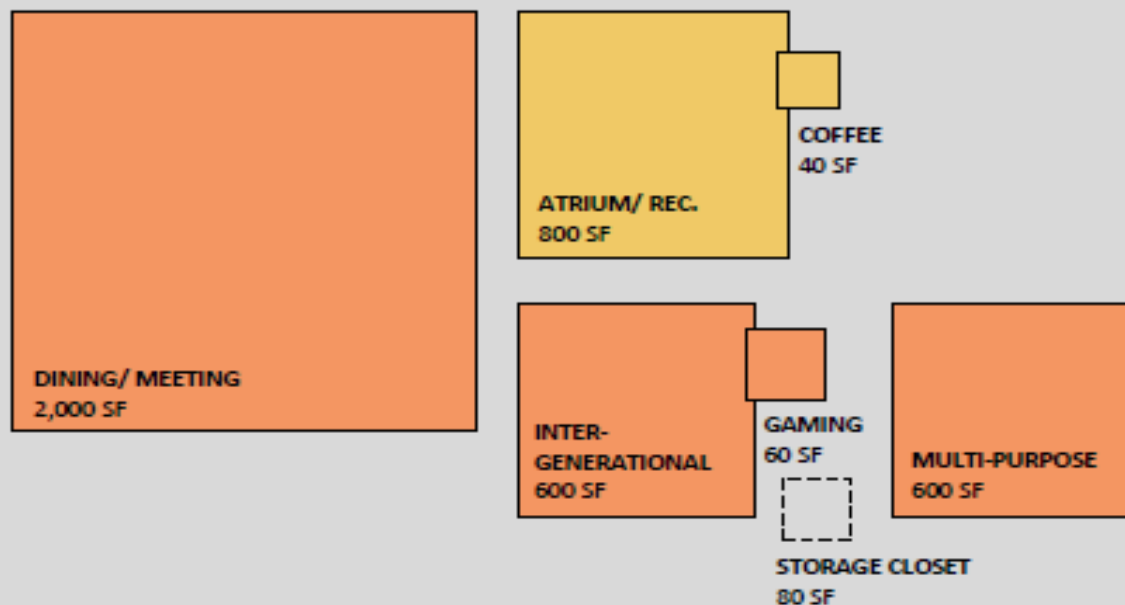 COFFEE
40 SF
ATRIUM/ REC.
800 SF
DINING/ MEETING
2,000 SF
INTER-
GENERATIONAL
600 SF
GAMING
60 SF
MULTI-PURPOSE
600 SF
STORAGE CLOSET
80 SF